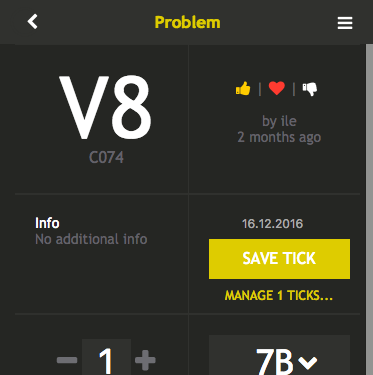 Problem
V8
C074
by ile
2 months ago
Info
No additional info
16.12.2016
SAVE TICK
MANAGE 1 TICKS...
1
7B